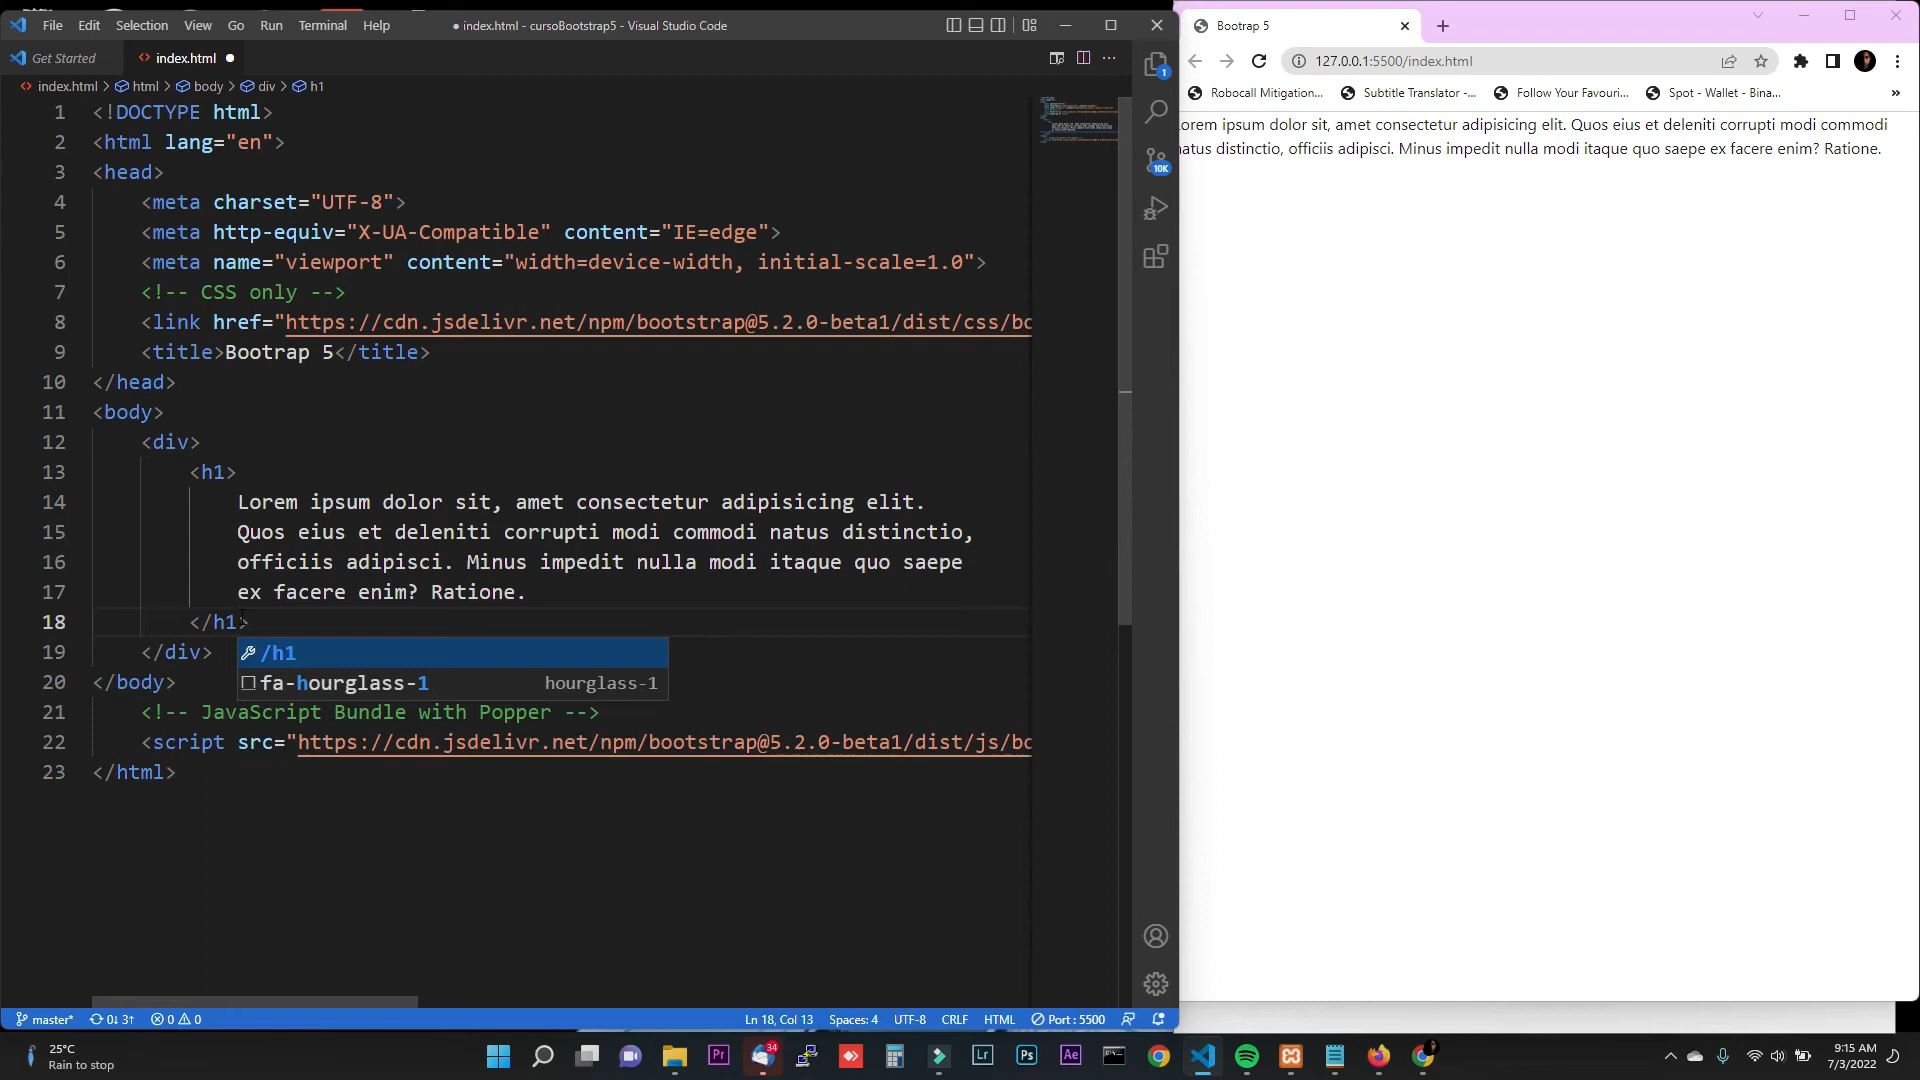 File Edit Selection View Go Run Terminal Help
● index.html - cursoBootstrap5 - Visual Studio Code
Get Started
index.html ●
index.html > html > body > div > h1
1 <!DOCTYPE html>
2 <html lang="en">
3 <head>
4 <meta charset="UTF-8">
5 <meta http-equiv="X-UA-Compatible" content="IE=edge">
6 <meta name="viewport" content="width=device-width, initial-scale=1.0">
7 <!-- CSS only -->
8 <link href="https://cdn.jsdelivr.net/npm/bootstrap@5.2.0-beta1/dist/css/bo
9 <title>Bootrap 5</title>
10 </head>
11 <body>
12 <div>
13 <h1>
14 Lorem ipsum dolor sit, amet consectetur adipisicing elit.
15 Quos eius et deleniti corrupti modi commodi natus distinctio,
16 officiis adipisci. Minus impedit nulla modi itaque quo saepe
17 ex facere enim? Ratione.
18 </h1>
/h1
19 </div>
fa-hourglass-1 hourglass-1
20 </body>
21 <!-- JavaScript Bundle with Popper -->
22 <script src="https://cdn.jsdelivr.net/npm/bootstrap@5.2.0-beta1/dist/js/bo
23 </html>
1
10K
master* 0↓ 3↑ 0 0
Ln 18, Col 13 Spaces: 4 UTF-8 CRLF HTML Port : 5500
Bootrap 5
127.0.0.1:5500/index.html
Robocall Mitigation... Subtitle Translator -... Follow Your Favouri... Spot - Wallet - Bina... »
orem ipsum dolor sit, amet consectetur adipisicing elit. Quos eius et deleniti corrupti modi commodi
natus distinctio, officiis adipisci. Minus impedit nulla modi itaque quo saepe ex facere enim? Ratione.
25°C
Rain to stop
Pr
34
Lr
Ps
Ae
9:15 AM
7/3/2022